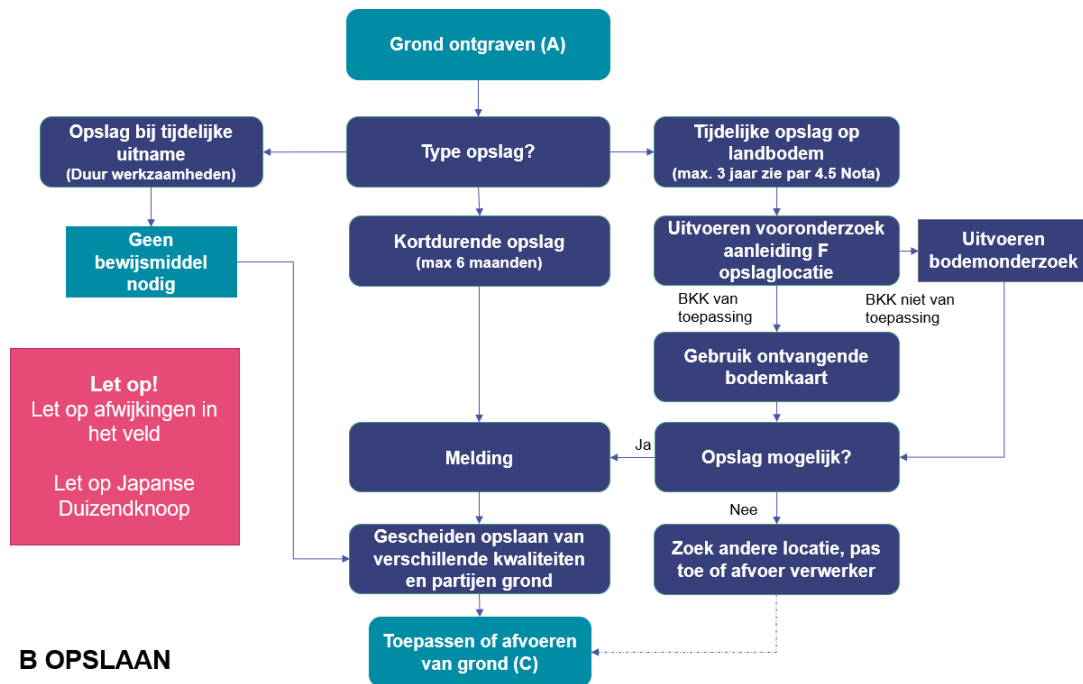 Grond ontgraven (A)
Opslag bij tijdelijke
uitname
(Duur werkzaamheden)
Type opslag?
Tijdelijke opslag op
landbodem
(max. 3 jaar zie par 4.5 Nota)
Geen
bewijsmiddel
nodig
Kortdurende opslag
(max 6 maanden)
Uitvoeren vooronderzoek
aanleiding F
opslaglocatie
Uitvoeren
bodemonderzoek
BKK van
toepassing
BKK niet van
toepassing
Gebruik ontvangende
bodemkaart
Let op!
Let op afwijkingen in
het veld
Let op Japanse
Duizendknoop
Melding
Ja
Opslag mogelijk?
Nee
Gescheiden opslaan van
verschillende kwaliteiten
en partijen grond
Zoek andere locatie, pas
toe of afvoer verwerker
Toepassen of afvoeren
van grond (C)
B OPSLAAN